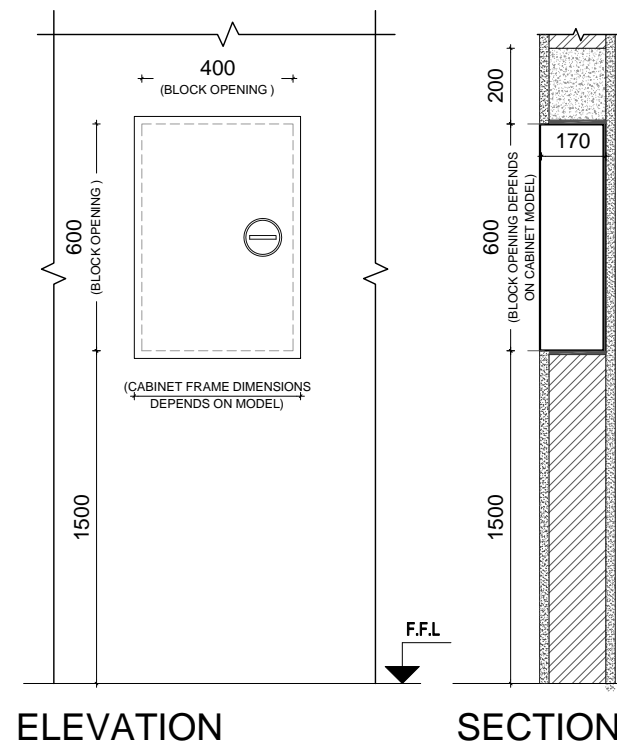 400
(BLOCK OPENING )
600
(BLOCK OPENING )
(CABINET FRAME DIMENSIONS
DEPENDS ON MODEL)
1500
F.F.L
ELEVATION
200
170
600
(BLOCK OPENING DEPENDS
ON CABINET MODEL)
1500
SECTION